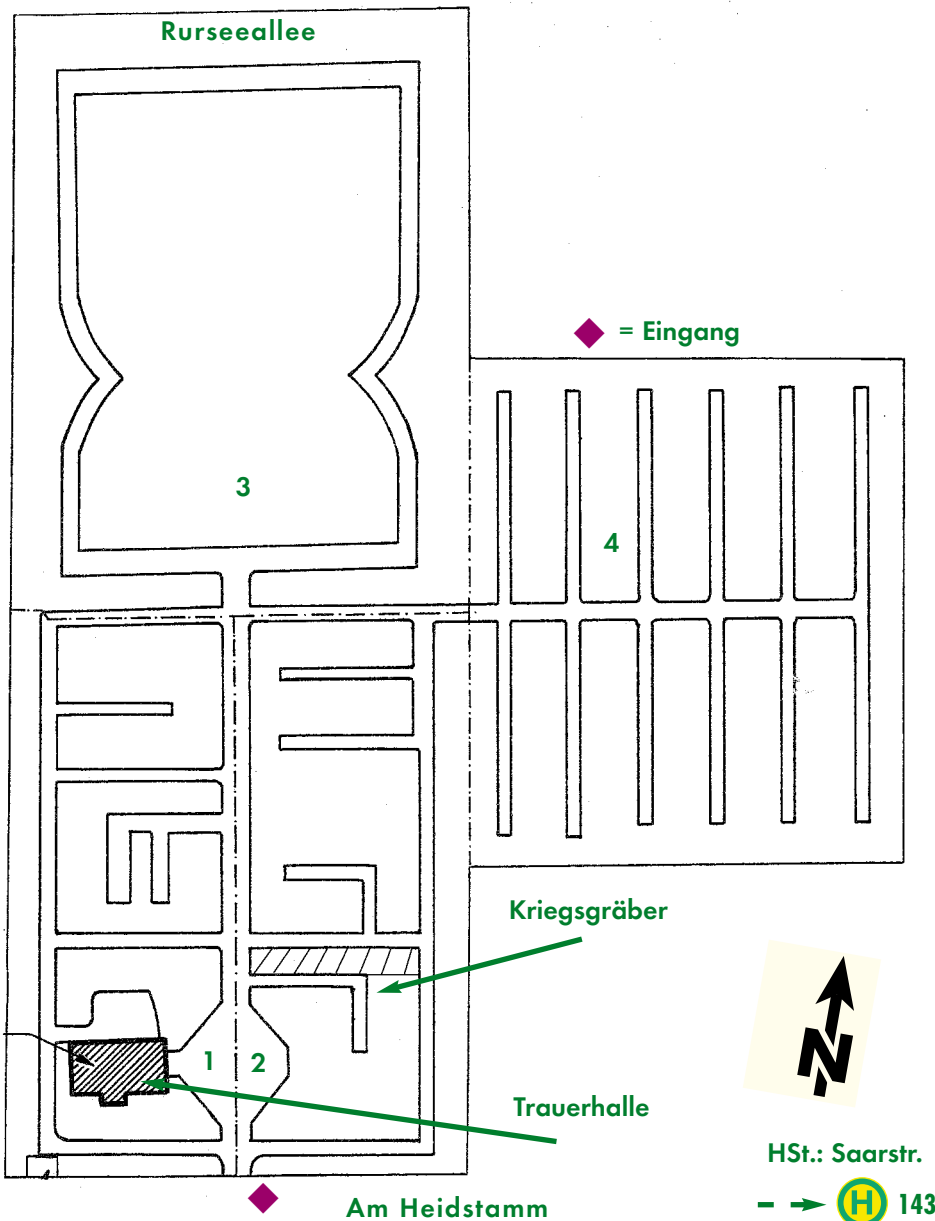 Rurseeallee
= Eingang
3
4
Kriegsgräber
1 2
Trauerhalle
N
HSt.: Saarstr.
H 143
Am Heidstamm